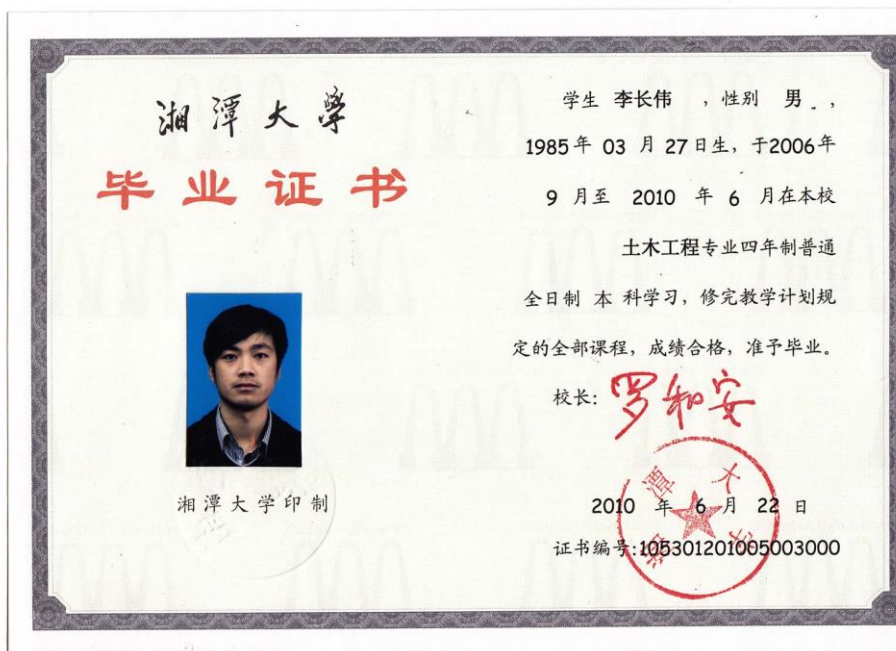 湘潭大學
毕业证书
湘潭大学印制
学生 李长伟 ，性别 男 ，
1985年 03 月 27日生，于2006年
9 月至 2010 年 6 月在本校
土木工程专业四年制普通
全日制 本 科学习，修完教学计划规
定的全部课程，成绩合格，准予毕业。
校长：罗和安
湘潭大学
2010 年 6 月 22 日
证书编号:105301201005003000